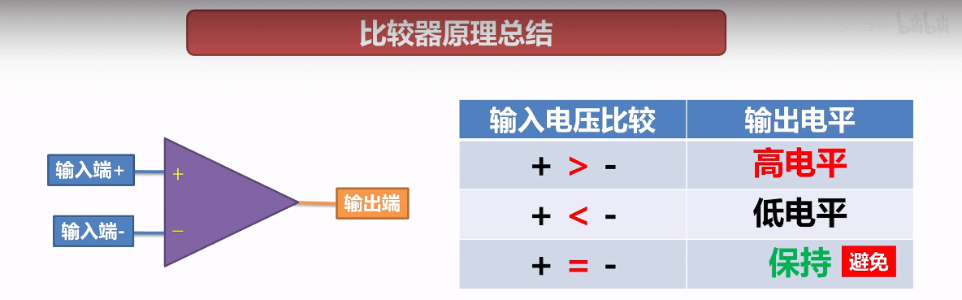 比较器原理总结
bilibili
输入端+
输入端-
+
−
输出端
输入电压比较 输出电平
+ > - 高电平
+ < - 低电平
+ = - 保持 避免